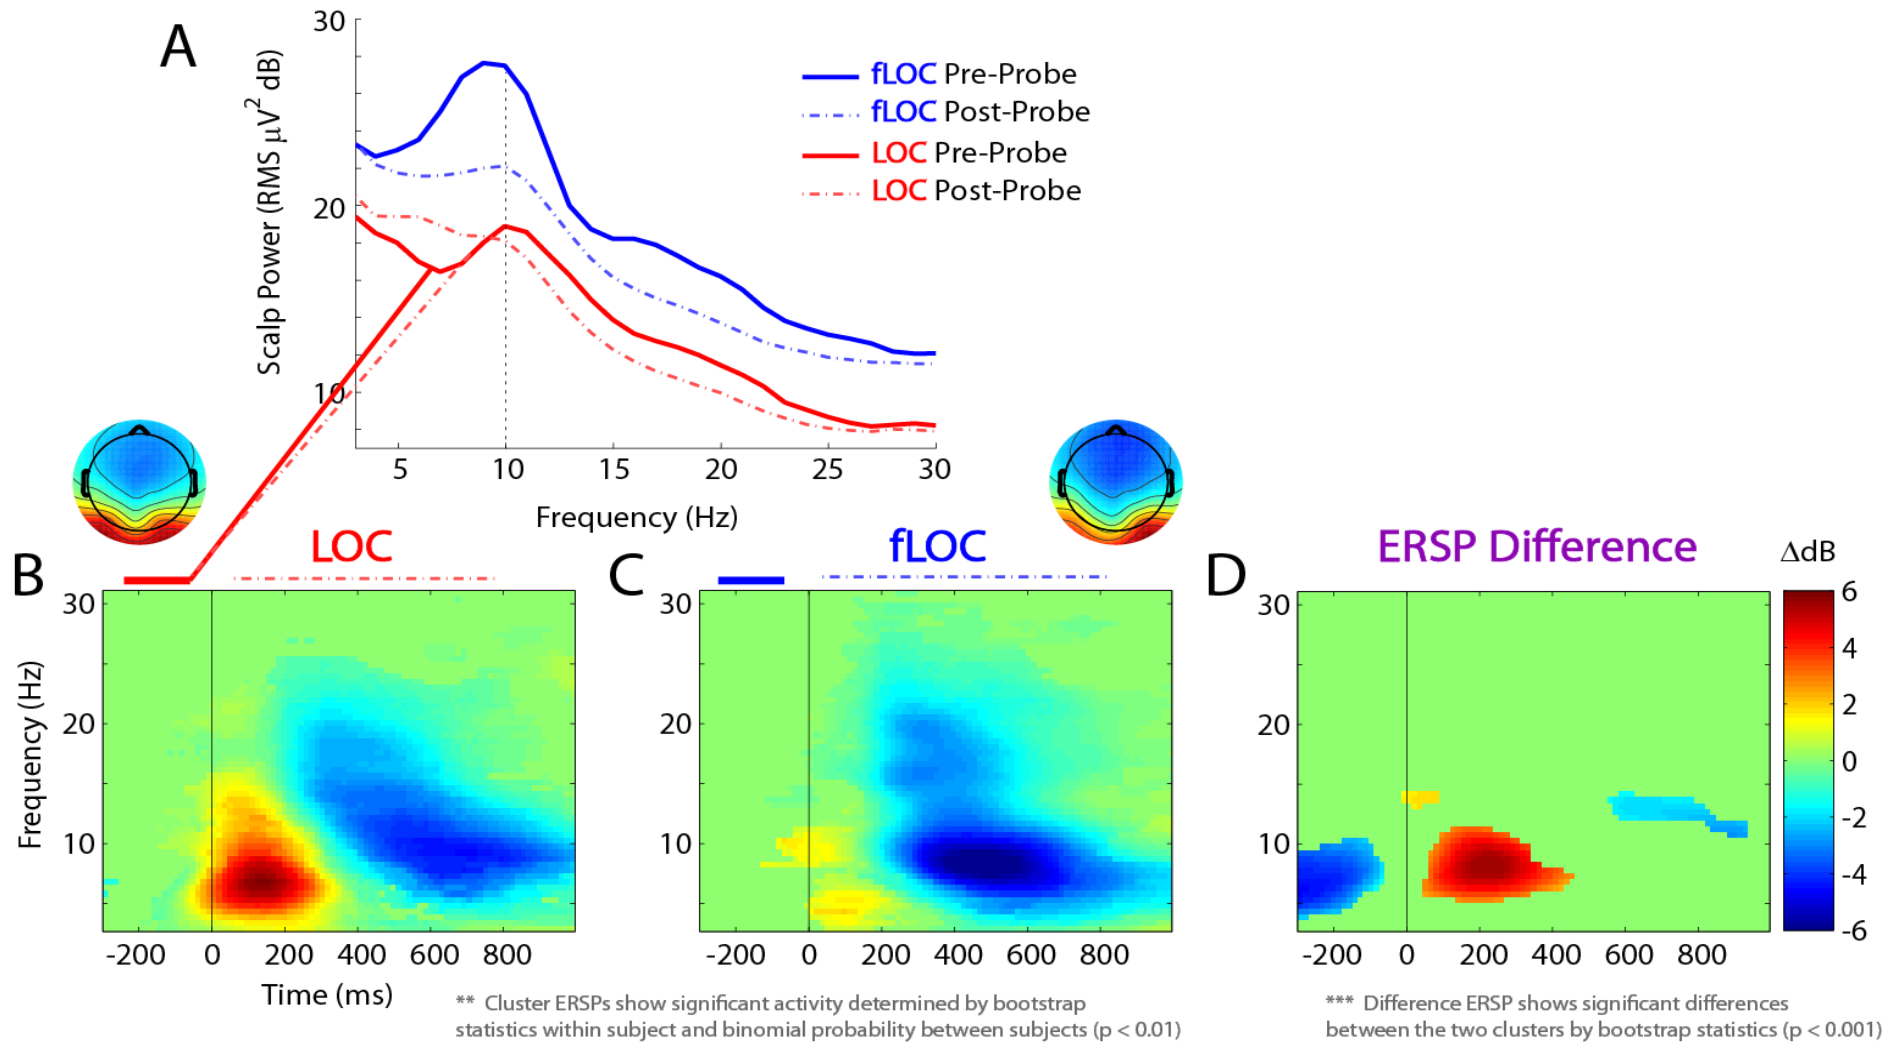 A
Scalp Power (RMS μV² dB)
30
20
10
5 10 15 20 25 30
Frequency (Hz)
fLOC Pre-Probe
fLOC Post-Probe
LOC Pre-Probe
LOC Post-Probe
B
LOC
Frequency (Hz)
30
20
10
-200 0 200 400 600 800
Time (ms)
C
fLOC
30
20
10
-200 0 200 400 600 800
** Cluster ERSPs show significant activity determined by bootstrap
statistics within subject and binomial probability between subjects (p < 0.01)
D
ERSP Difference
30
20
10
-200 0 200 400 600 800
ΔdB
6
4
2
0
-2
-4
-6
*** Difference ERSP shows significant differences
between the two clusters by bootstrap statistics (p < 0.001)